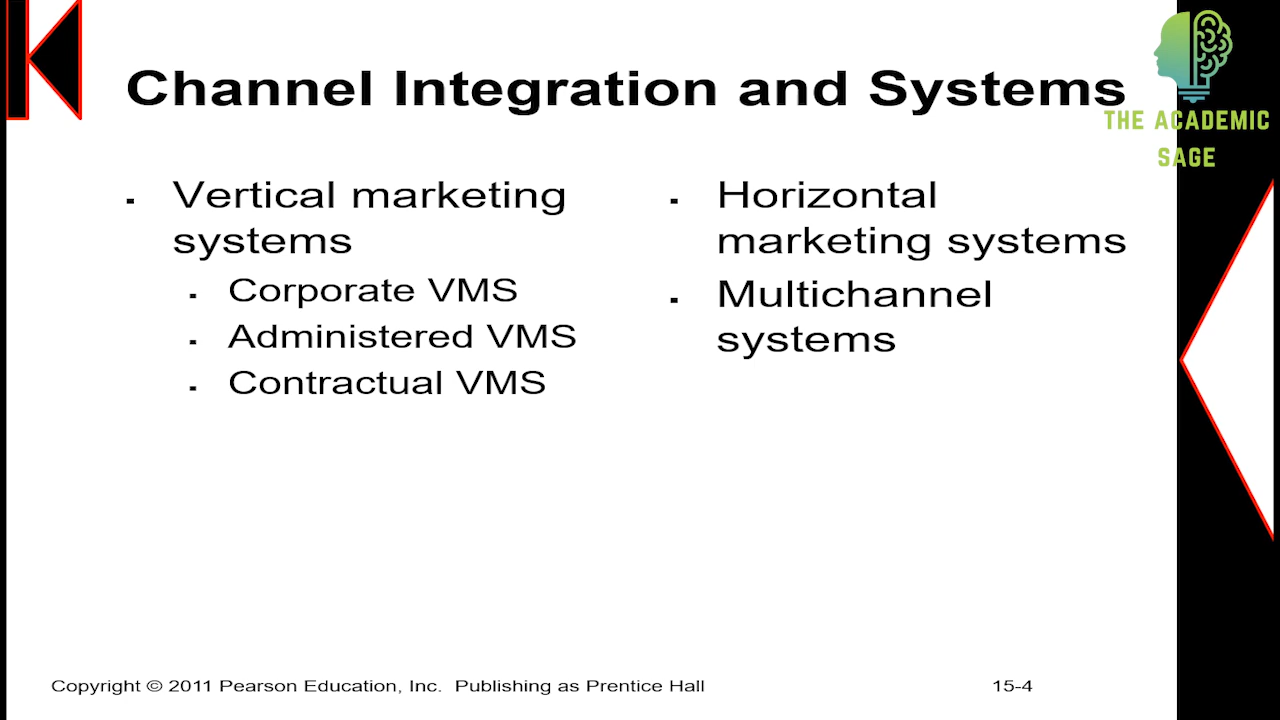 Channel Integration and Systems
THE ACADEMIC
SAGE
Vertical marketing
systems
Corporate VMS
Administered VMS
Contractual VMS
Horizontal
marketing systems
Multichannel
systems
Copyright © 2011 Pearson Education, Inc.  Publishing as Prentice Hall
15-4